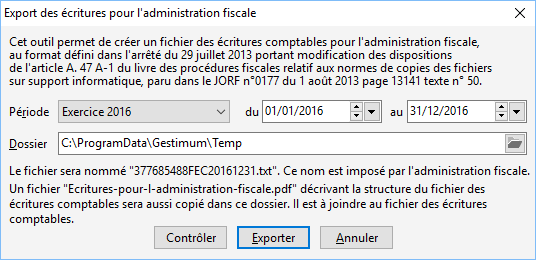 Export des écritures pour l'administration fiscale
Cet outil permet de créer un fichier des écritures comptables pour l'administration fiscale,
au format défini dans l'arrêté du 29 juillet 2013 portant modification des dispositions
de l'article A. 47 A-1 du livre des procédures fiscales relatif aux normes de copies des fichiers
sur support informatique, paru dans le JORF n°0177 du 1 août 2013 page 13141 texte n° 50.
Période Exercice 2016 du 01/01/2016 au 31/12/2016
Dossier C:\ProgramData\Gestimum\Temp
Le fichier sera nommé "377685488FEC20161231.txt". Ce nom est imposé par l'administration fiscale.
Un fichier "Ecritures-pour-l-administration-fiscale.pdf" décrivant la structure du fichier des
écritures comptables sera aussi copié dans ce dossier. Il est à joindre au fichier des écritures
comptables.
Contrôler Exporter Annuler